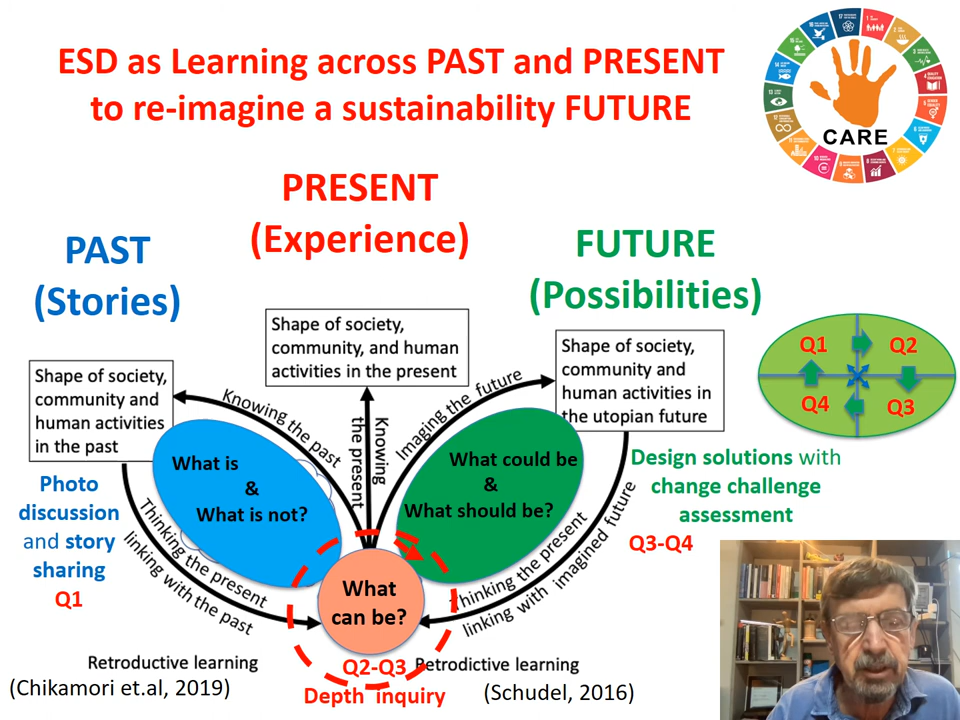 ESD as Learning across PAST and PRESENT
to re-imagine a sustainability FUTURE
CARE
PRESENT
(Experience)
PAST
(Stories)
FUTURE
(Possibilities)
Shape of society,
community, and human
activities in the present
Shape of society,
community and
human activities
in the past
Shape of society,
community and
human activities in
the utopian future
Q1
Q2
Q4
Q3
Knowing the past
Knowing
the present
Imaging the future
What is
&
What is not?
What could be
&
What should be?
What
can be?
Thinking the present
linking with the past
Thinking the present
linking with imagined future
Photo
discussion
and story
sharing
Q1
Design solutions with
change challenge
assessment
Q3-Q4
Retroductive learning
(Chikamori et.al, 2019)
Q2-Q3
Depth inquiry
Retrodictive learning
(Schudel, 2016)